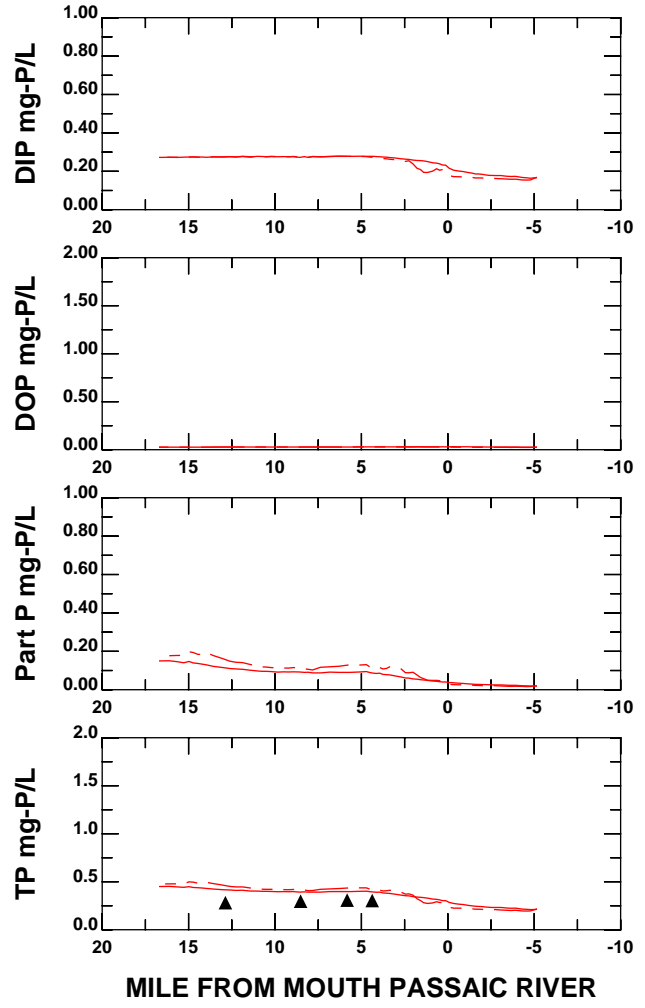 DIP mg-P/L
1.00
0.80
0.60
0.40
0.20
0.00
20 15 10 5 0 -5 -10
DOP mg-P/L
2.00
1.50
1.00
0.50
0.00
20 15 10 5 0 -5 -10
Part P mg-P/L
1.00
0.80
0.60
0.40
0.20
0.00
20 15 10 5 0 -5 -10
TP mg-P/L
2.0
1.5
1.0
0.5
0.0
20 15 10 5 0 -5 -10
MILE FROM MOUTH PASSAIC RIVER